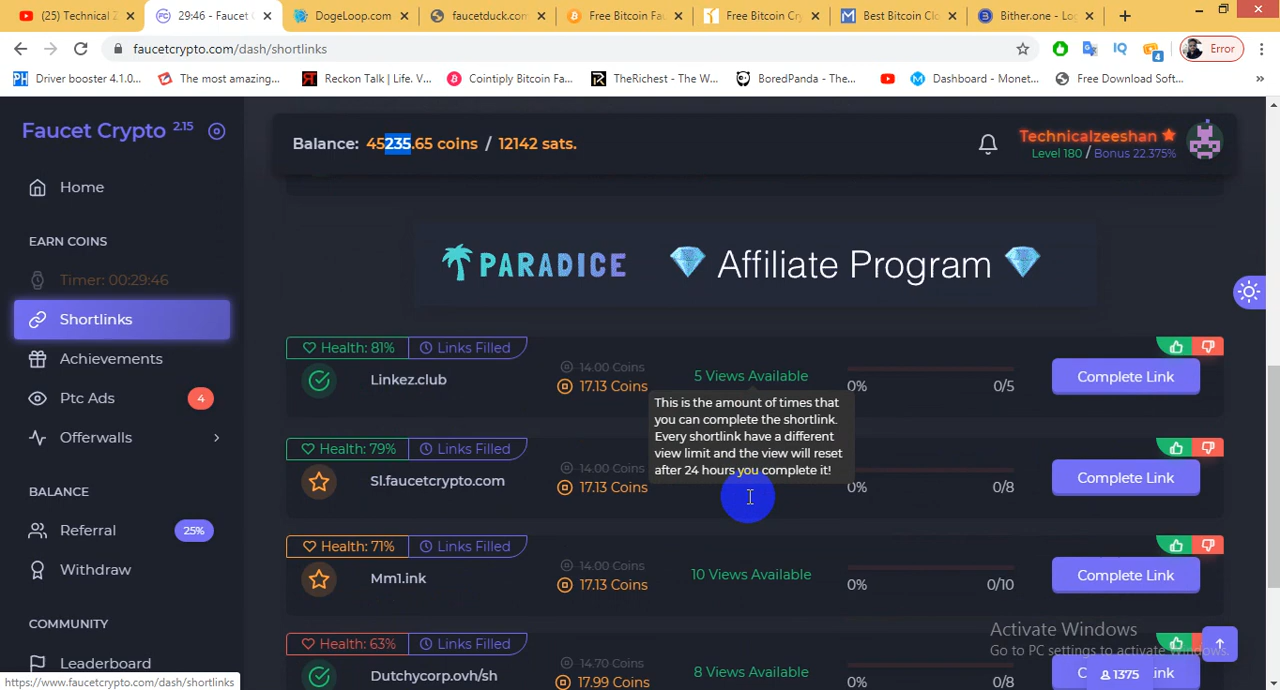 (25) Technical Z
29:46 - Faucet C
DogeLoop.com
faucetduck.com
Free Bitcoin Fau
Free Bitcoin Cry
Best Bitcoin Clo
Bither.one - Lo
faucetcrypto.com/dash/shortlinks
4
Error
Driver booster 4.1.0...
The most amazing...
Reckon Talk | Life. V...
Cointiply Bitcoin Fa...
TheRichest - The W...
BoredPanda - The...
Dashboard - Monet...
Free Download Soft...
»
Faucet Crypto 2.15
Balance: 45235.65 coins / 12142 sats.
Technicalzeeshan
Level 180 / Bonus 22.375%
Home
EARN COINS
Timer: 00:29:46
Shortlinks
Achievements
Ptc Ads 4
Offerwalls
BALANCE
Referral 25%
Withdraw
COMMUNITY
Leaderboard
PARADICE Affiliate Program
Health: 81% Links Filled
Linkez.club
14.00 Coins
17.13 Coins
5 Views Available
0% 0/5
Complete Link
This is the amount of times that
you can complete the shortlink.
Every shortlink have a different
view limit and the view will reset
after 24 hours you complete it!
Health: 79% Links Filled
Sl.faucetcrypto.com
14.00 Coins
17.13 Coins
0% 0/8
Complete Link
Health: 71% Links Filled
Mm1.ink
14.00 Coins
17.13 Coins
10 Views Available
0% 0/10
Complete Link
Health: 63% Links Filled
Dutchycorp.ovh/sh
14.70 Coins
17.99 Coins
8 Views Available
0% 0/8
Activate Windows
Go to PC settings to activate Windows.
1375
https://www.faucetcrypto.com/dash/shortlinks